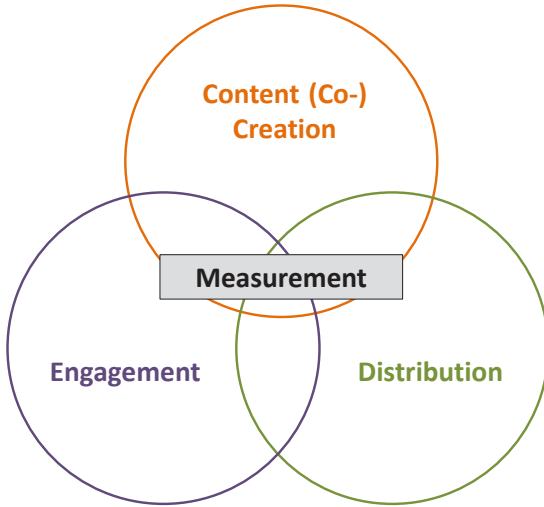 Content (Co-)
Creation
Measurement
Engagement
Distribution